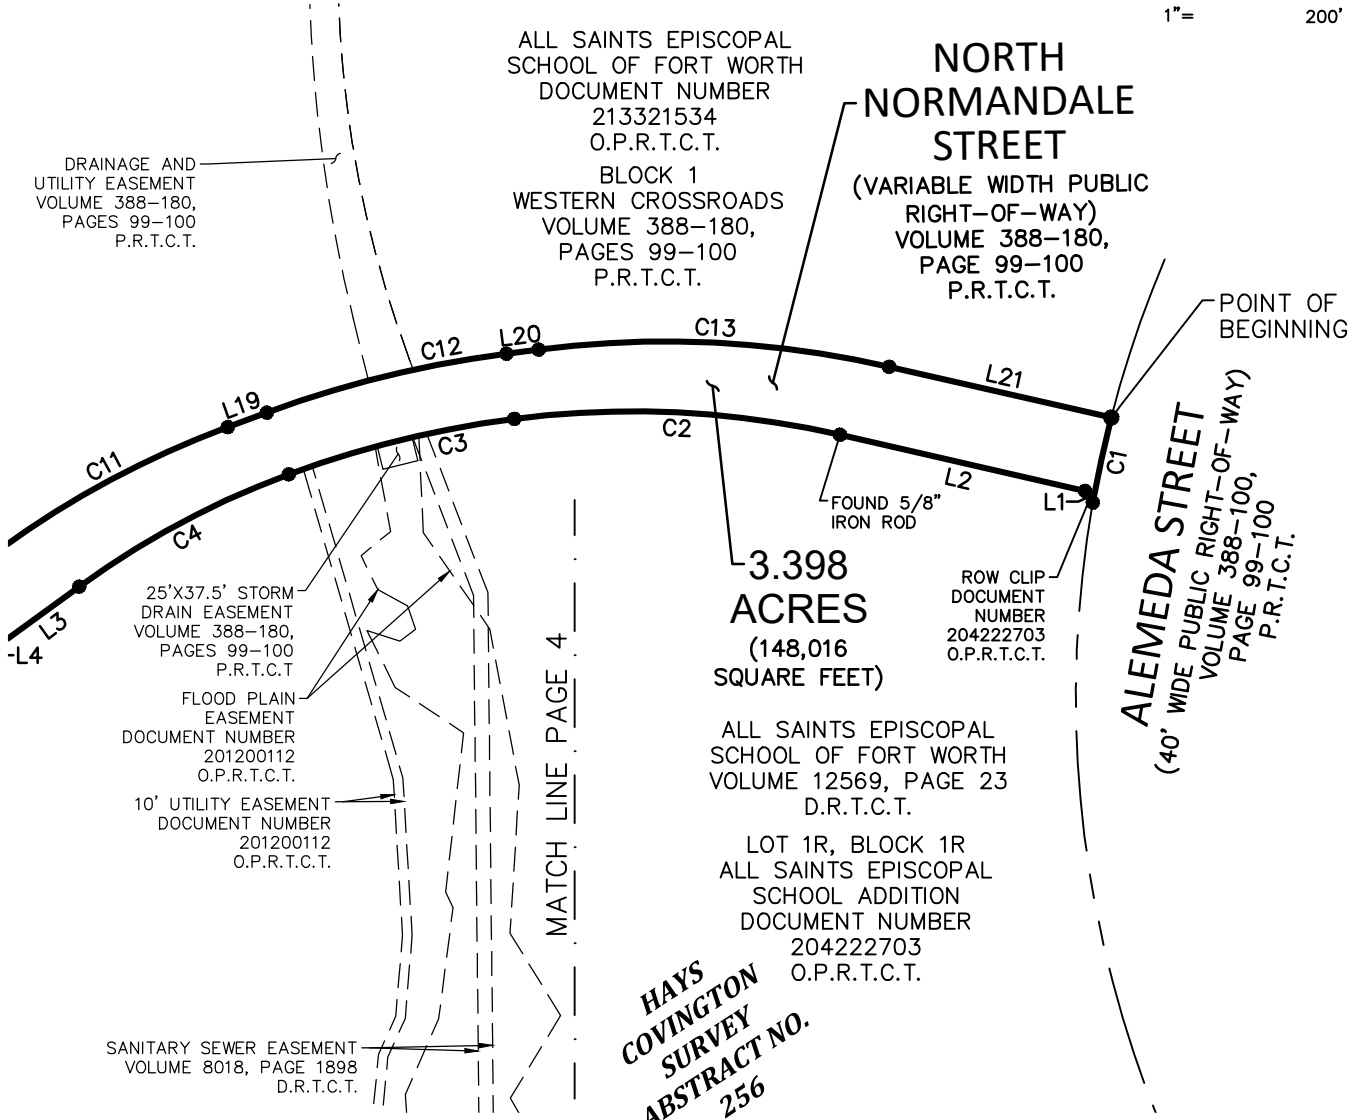 1"= 200'
ALL SAINTS EPISCOPAL
SCHOOL OF FORT WORTH
DOCUMENT NUMBER
213321534
O.P.R.T.C.T.
BLOCK 1
WESTERN CROSSROADS
VOLUME 388-180,
PAGES 99-100
P.R.T.C.T.
NORTH
NORMANDALE
STREET
(VARIABLE WIDTH PUBLIC
RIGHT-OF-WAY)
VOLUME 388-180,
PAGE 99-100
P.R.T.C.T.
DRAINAGE AND
UTILITY EASEMENT
VOLUME 388-180,
PAGES 99-100
P.R.T.C.T.
POINT OF
BEGINNING
C11
L19
C12
L20
C13
L21
C1
L1
L2
C2
C3
C4
L3
-L4
FOUND 5/8"
IRON ROD
3.398
ACRES
(148,016
SQUARE FEET)
ROW CLIP
DOCUMENT
NUMBER
204222703
O.P.R.T.C.T.
ALEMEDA STREET
(40' WIDE PUBLIC RIGHT-OF-WAY)
VOLUME 388-100,
PAGE 99-100
P.R.T.C.T.
25'X37.5' STORM
DRAIN EASEMENT
VOLUME 388-180,
PAGES 99-100
P.R.T.C.T
FLOOD PLAIN
EASEMENT
DOCUMENT NUMBER
201200112
O.P.R.T.C.T.
10' UTILITY EASEMENT
DOCUMENT NUMBER
201200112
O.P.R.T.C.T.
MATCH LINE PAGE 4
ALL SAINTS EPISCOPAL
SCHOOL OF FORT WORTH
VOLUME 12569, PAGE 23
D.R.T.C.T.
LOT 1R, BLOCK 1R
ALL SAINTS EPISCOPAL
SCHOOL ADDITION
DOCUMENT NUMBER
204222703
O.P.R.T.C.T.
SANITARY SEWER EASEMENT
VOLUME 8018, PAGE 1898
D.R.T.C.T.
HAYS
COVINGTON
SURVEY
ABSTRACT NO.
256